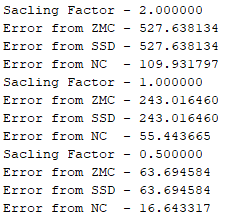 Sacling Factor - 2.000000
Error from ZMC - 527.638134
Error from SSD - 527.638134
Error from NC - 109.931797
Sacling Factor - 1.000000
Error from ZMC - 243.016460
Error from SSD - 243.016460
Error from NC - 55.443665
Sacling Factor - 0.500000
Error from ZMC - 63.694584
Error from SSD - 63.694584
Error from NC - 16.643317